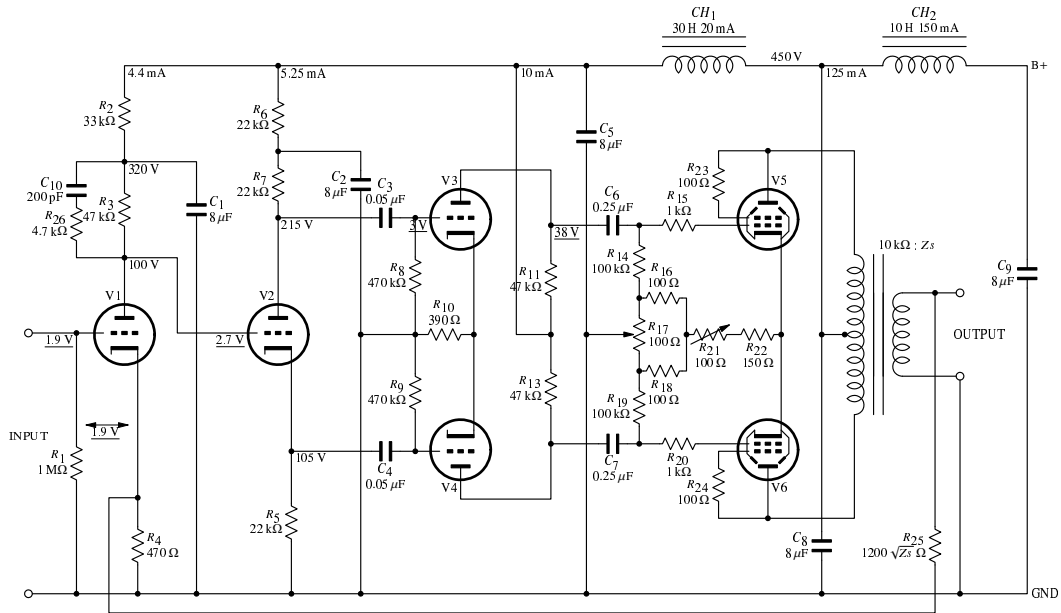 CH1
30 H 20 mA
CH2
10 H 150 mA
450 V
4.4 mA
5.25 mA
10 mA
125 mA
B+
R2
33 kΩ
R6
22 kΩ
C5
8 µF
320 V
C10
200 pF
R3
47 kΩ
R26
4.7 kΩ
C1
8 µF
R7
22 kΩ
C2
8 µF
C3
0.05 µF
V3
3 V
215 V
38 V
C6
0.25 µF
R23
100 Ω
R15
1 kΩ
V5
100 V
R8
470 kΩ
R11
47 kΩ
R14
100 kΩ
R16
100 Ω
10 kΩ : Zs
C9
8 µF
V1
V2
R10
390 Ω
R17
100 Ω
R21
100 Ω
R22
150 Ω
OUTPUT
1.9 V
2.7 V
R9
470 kΩ
R13
47 kΩ
R18
100 Ω
R19
100 kΩ
INPUT
1.9 V
R1
1 MΩ
105 V
C4
0.05 µF
V4
C7
0.25 µF
R20
1 kΩ
R24
100 Ω
V6
R5
22 kΩ
R4
470 Ω
C8
8 µF
R25
1200 √Zs Ω
GND